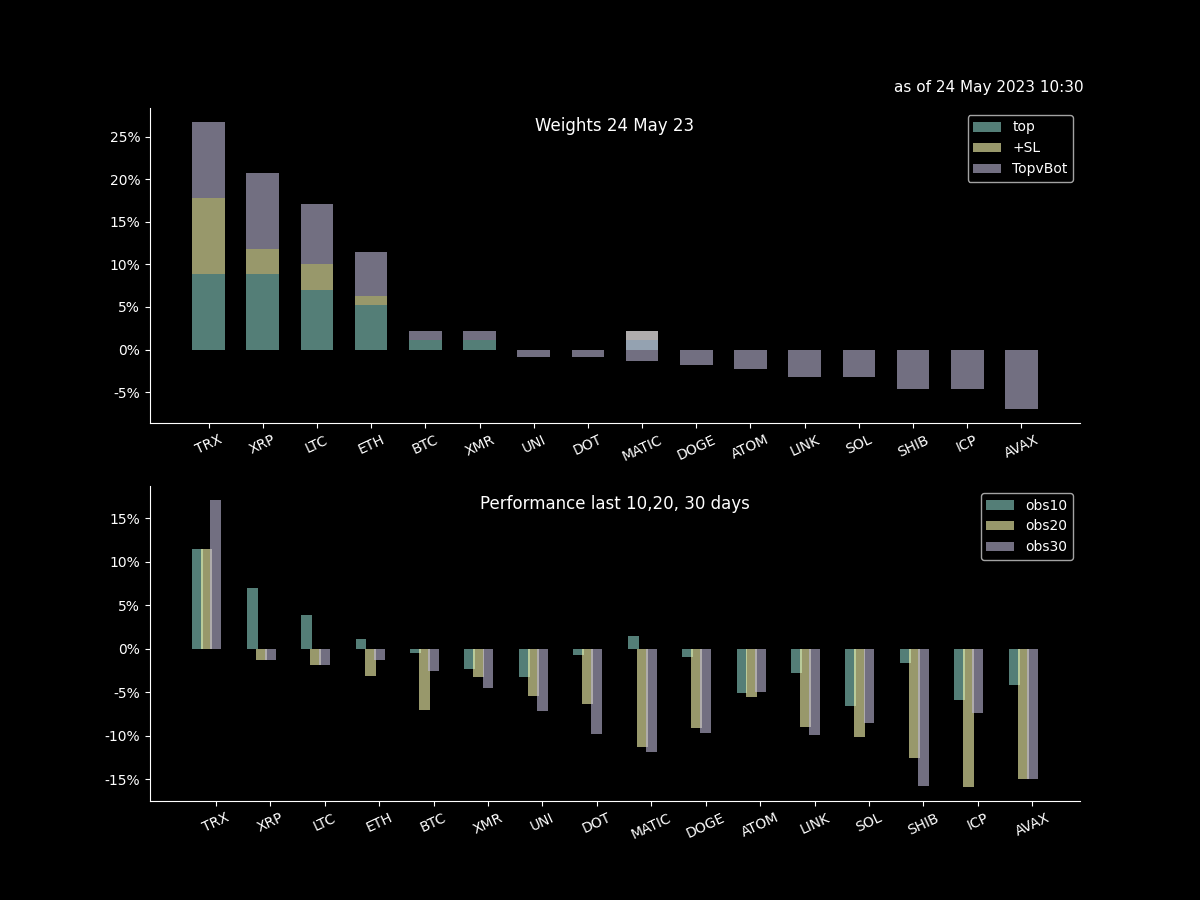 as of 24 May 2023 10:30
Weights 24 May 23
top
+SL
TopvBot
25%
20%
15%
10%
5%
0%
-5%
TRX XRP LTC ETH BTC XMR UNI DOT MATIC DOGE ATOM LINK SOL SHIB ICP AVAX
Performance last 10,20, 30 days
obs10
obs20
obs30
15%
10%
5%
0%
-5%
-10%
-15%
TRX XRP LTC ETH BTC XMR UNI DOT MATIC DOGE ATOM LINK SOL SHIB ICP AVAX